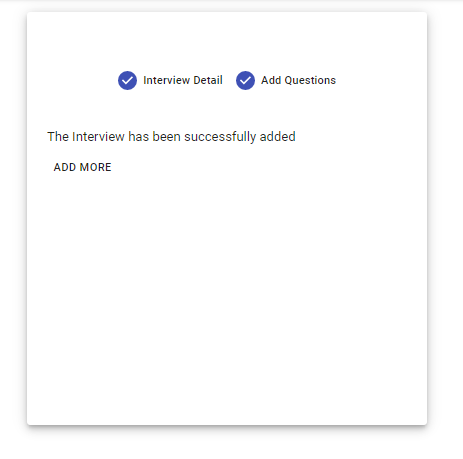 Interview Detail Add Questions
The Interview has been successfully added
ADD MORE